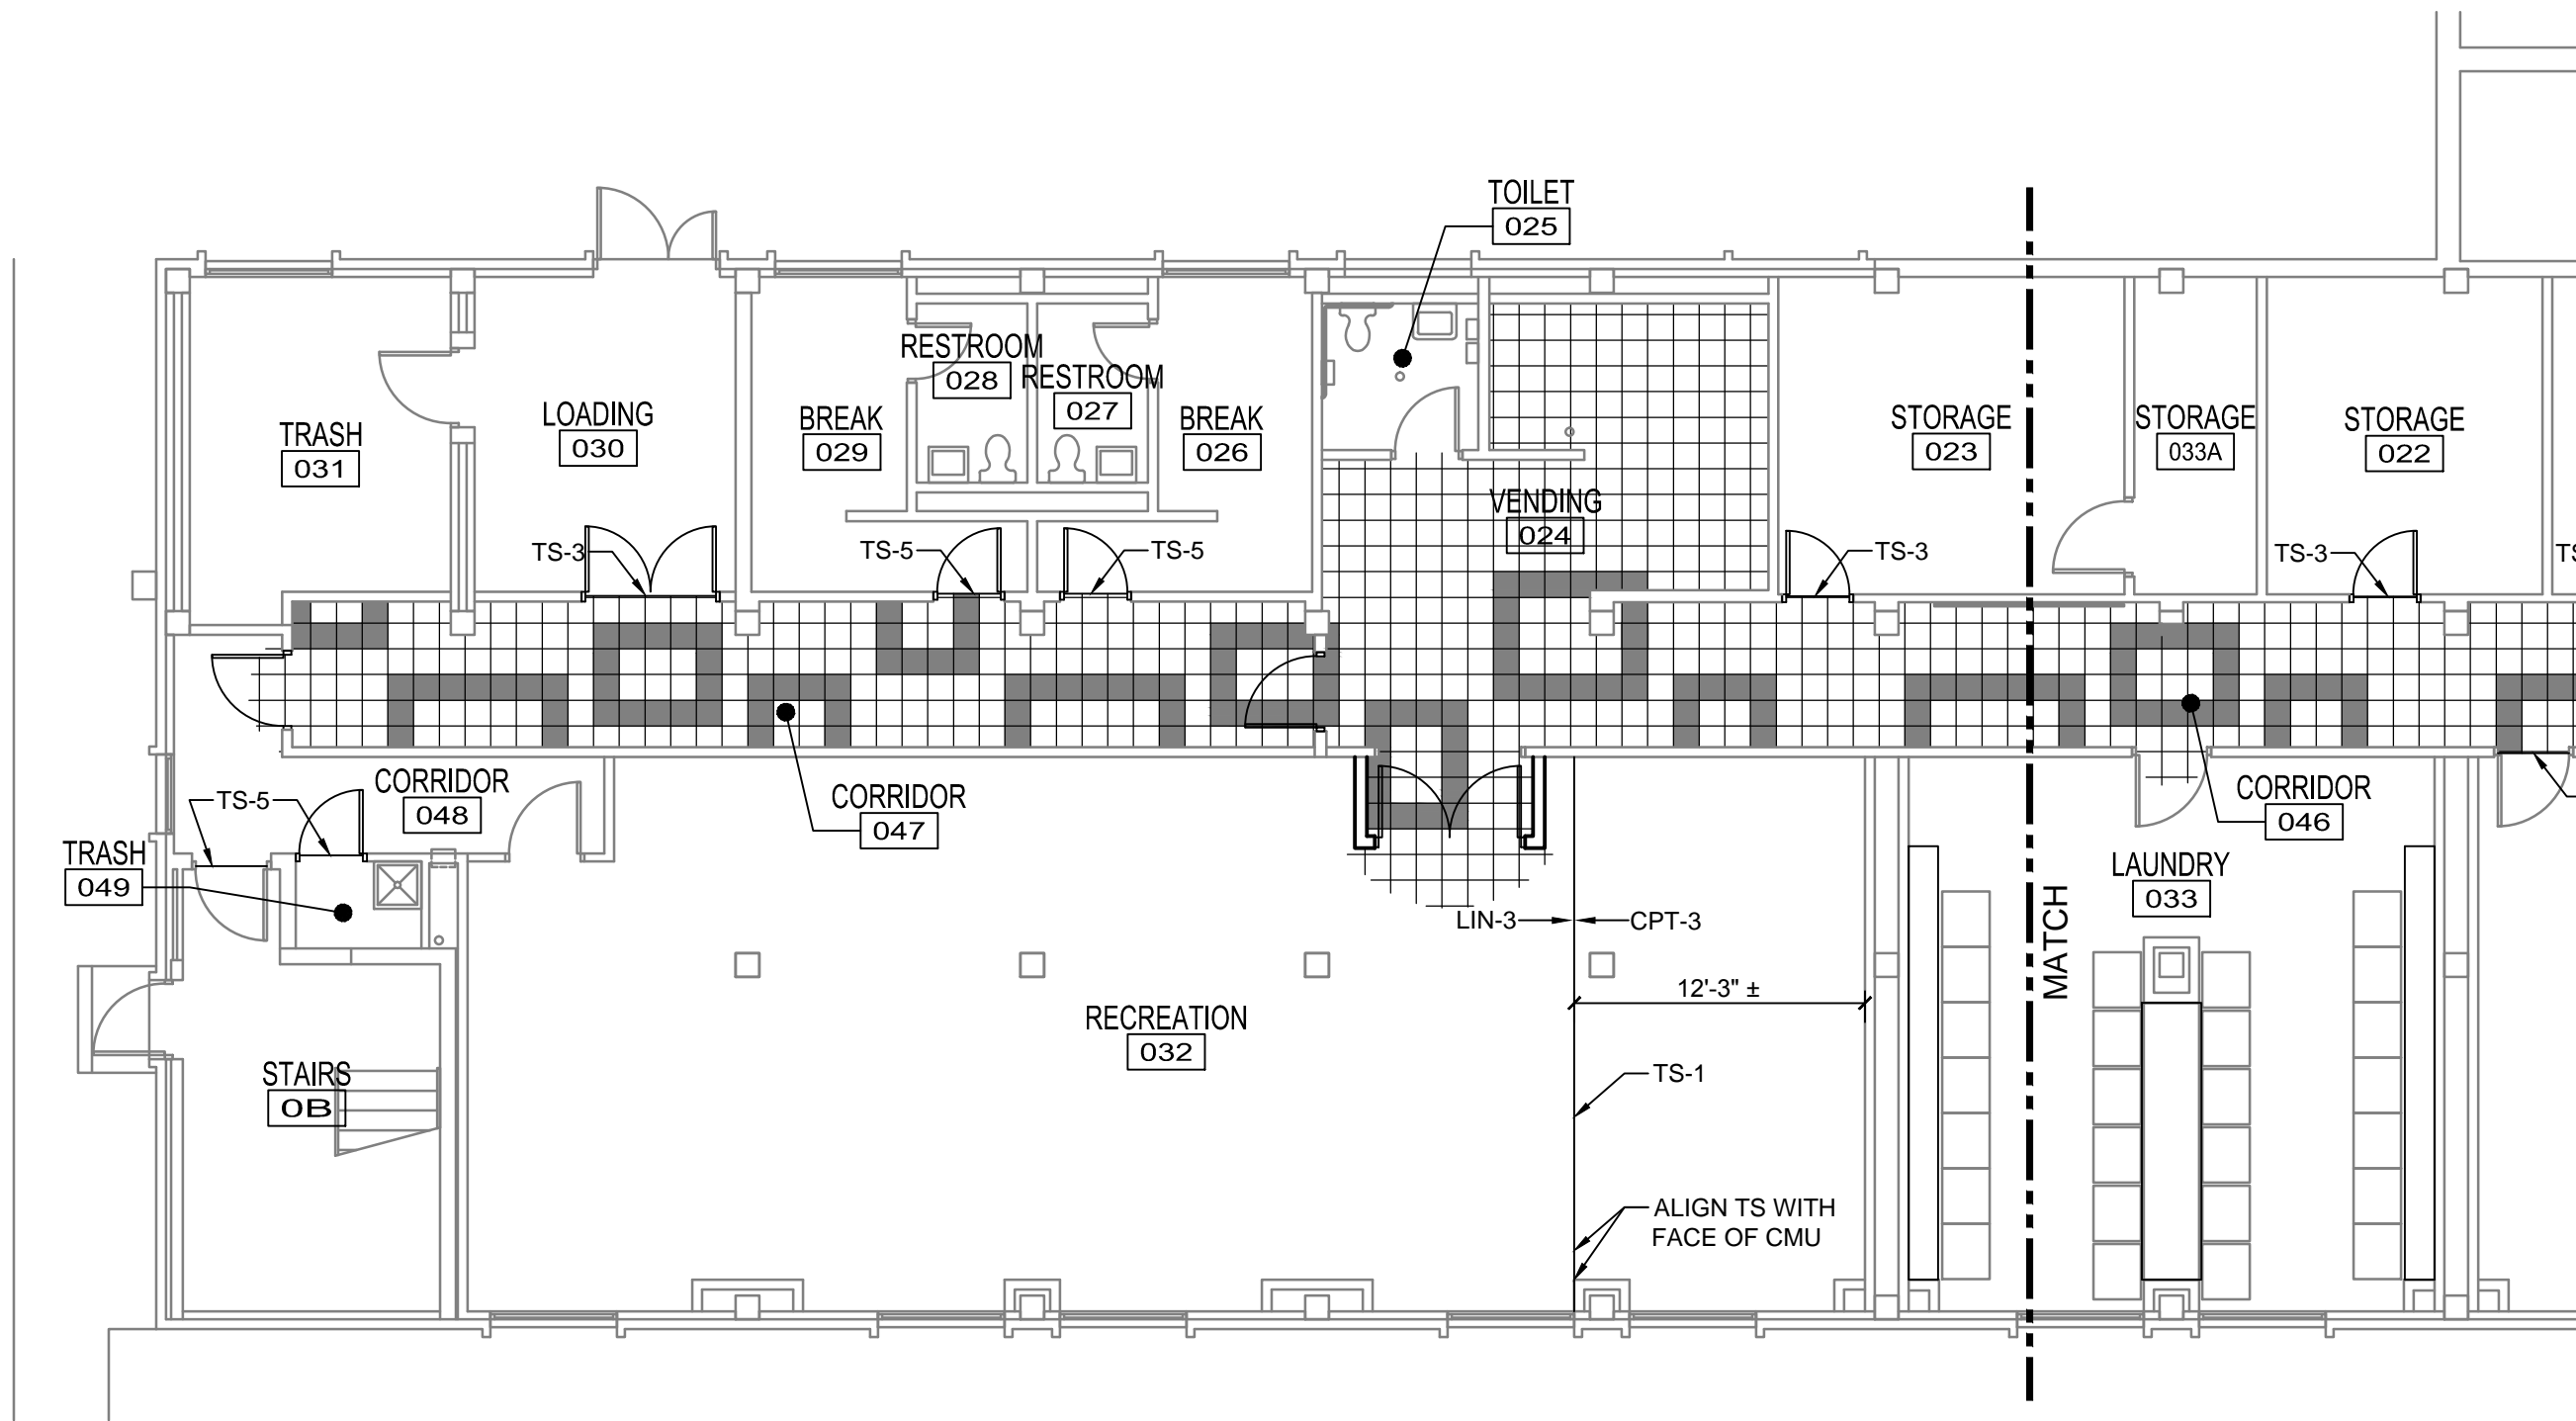 TOILET
025
RESTROOM
028
RESTROOM
027
TRASH
031
LOADING
030
BREAK
029
BREAK
026
STORAGE
023
STORAGE
033A
STORAGE
022
VENDING
024
TS-3
TS-5
TS-5
TS-3
TS-3
CORRIDOR
048
TS-5
CORRIDOR
047
CORRIDOR
046
TRASH
049
LAUNDRY
033
MATCH
LIN-3
CPT-3
12'-3" ±
RECREATION
032
TS-1
STAIRS
0B
ALIGN TS WITH
FACE OF CMU